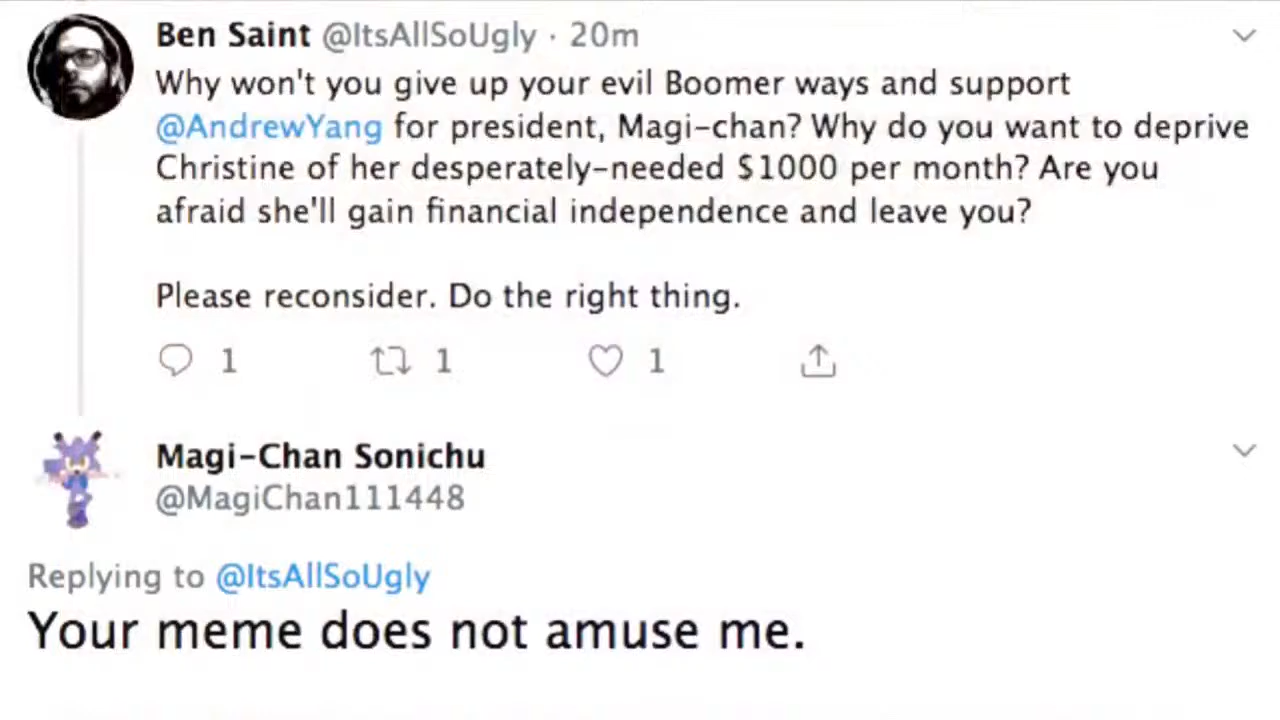 Ben Saint @ItsAllSoUgly · 20m
Why won't you give up your evil Boomer ways and support
@AndrewYang for president, Magi-chan? Why do you want to deprive
Christine of her desperately-needed $1000 per month? Are you
afraid she'll gain financial independence and leave you?
Please reconsider. Do the right thing.
1 1 1
Magi-Chan Sonichu
@MagiChan111448
Replying to @ItsAllSoUgly
Your meme does not amuse me.